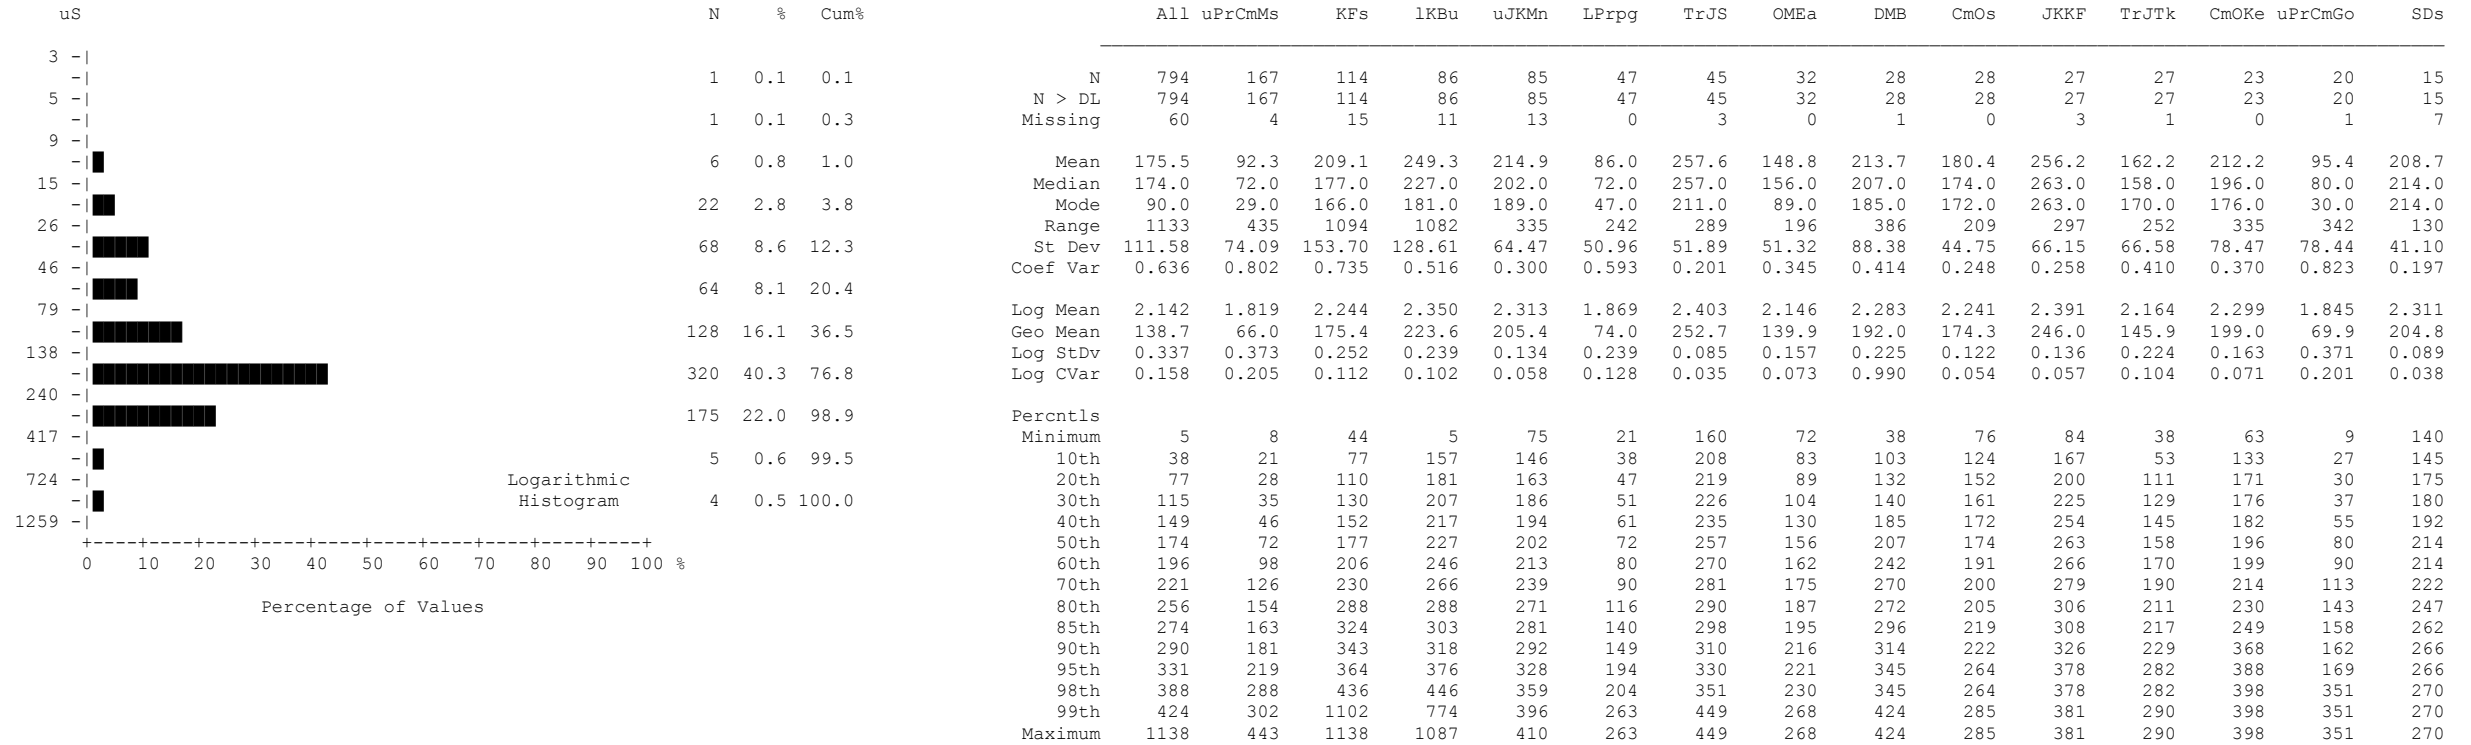 uS N % Cum% All uPrCmMs KFs lKBu uJKMn LPrpg TrJS OMEa DMB CmOs JKKF TrJTk CmOKe uPrCmGo SDs
3 -|
-| 1 0.1 0.1 N 794 167 114 86 85 47 45 32 28 28 27 27 23 20 15
5 -| N > DL 794 167 114 86 85 47 45 32 28 28 27 27 23 20 15
-| 1 0.1 0.3 Missing 60 4 15 11 13 0 3 0 1 0 3 1 0 1 7
9 -|
-| 6 0.8 1.0 Mean 175.5 92.3 209.1 249.3 214.9 86.0 257.6 148.8 213.7 180.4 256.2 162.2 212.2 95.4 208.7
15 -| Median 174.0 72.0 177.0 227.0 202.0 72.0 257.0 156.0 207.0 174.0 263.0 158.0 196.0 80.0 214.0
-| 22 2.8 3.8 Mode 90.0 29.0 166.0 181.0 189.0 47.0 211.0 89.0 185.0 172.0 263.0 170.0 176.0 30.0 214.0
26 -| Range 1133 435 1094 1082 335 242 289 196 386 209 297 252 335 342 130
-| 68 8.6 12.3 St Dev 111.58 74.09 153.70 128.61 64.47 50.96 51.89 51.32 88.38 44.75 66.15 66.58 78.47 78.44 41.10
46 -| Coef Var 0.636 0.802 0.735 0.516 0.300 0.593 0.201 0.345 0.414 0.248 0.258 0.410 0.370 0.823 0.197
-| 64 8.1 20.4
79 -| Log Mean 2.142 1.819 2.244 2.350 2.313 1.869 2.403 2.146 2.283 2.241 2.391 2.164 2.299 1.845 2.311
-| 128 16.1 36.5 Geo Mean 138.7 66.0 175.4 223.6 205.4 74.0 252.7 139.9 192.0 174.3 246.0 145.9 199.0 69.9 204.8
138 -| Log StDv 0.337 0.373 0.252 0.239 0.134 0.239 0.085 0.157 0.225 0.122 0.136 0.224 0.163 0.371 0.089
-| 320 40.3 76.8 Log CVar 0.158 0.205 0.112 0.102 0.058 0.128 0.035 0.073 0.990 0.054 0.057 0.104 0.071 0.201 0.038
240 -|
-| 175 22.0 98.9 Percntls
417 -| Minimum 5 8 44 5 75 21 160 72 38 76 84 38 63 9 140
-| 5 0.6 99.5 10th 38 21 77 157 146 38 208 83 103 124 167 53 133 27 145
724 -| Logarithmic 20th 77 28 110 181 163 47 219 89 132 152 200 111 171 30 175
-| Histogram 4 0.5 100.0 30th 115 35 130 207 186 51 226 104 140 161 225 129 176 37 180
1259 -| 40th 149 46 152 217 194 61 235 130 185 172 254 145 182 55 192
+----+----+----+----+----+----+----+----+----+----+ 50th 174 72 177 227 202 72 257 156 207 174 263 158 196 80 214
0 10 20 30 40 50 60 70 80 90 100 % 60th 196 98 206 246 213 80 270 162 242 191 266 170 199 90 214
70th 221 126 230 266 239 90 281 175 270 200 279 190 214 113 222
Percentage of Values 80th 256 154 288 288 271 116 290 187 272 205 306 211 230 143 247
85th 274 163 324 303 281 140 298 195 296 219 308 217 249 158 262
90th 290 181 343 318 292 149 310 216 314 222 326 229 368 162 266
95th 331 219 364 376 328 194 330 221 345 264 378 282 388 169 266
98th 388 288 436 446 359 204 351 230 345 264 378 282 398 351 270
99th 424 302 1102 774 396 263 449 268 424 285 381 290 398 351 270
Maximum 1138 443 1138 1087 410 263 449 268 424 285 381 290 398 351 270